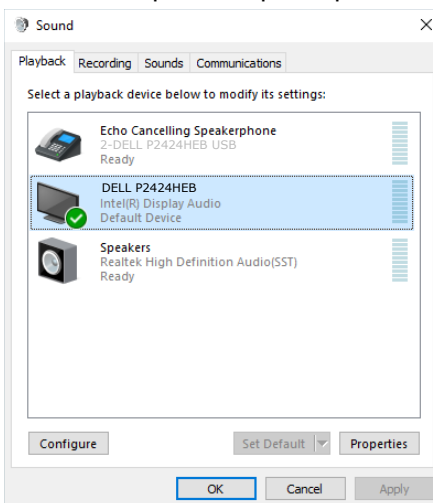 Sound
Playback Recording Sounds Communications
Select a playback device below to modify its settings:
Echo Cancelling Speakerphone
2-DELL P2424HEB USB
Ready
DELL P2424HEB
Intel(R) Display Audio
Default Device
Speakers
Realtek High Definition Audio(SST)
Ready
Configure Set Default Properties
OK Cancel Apply